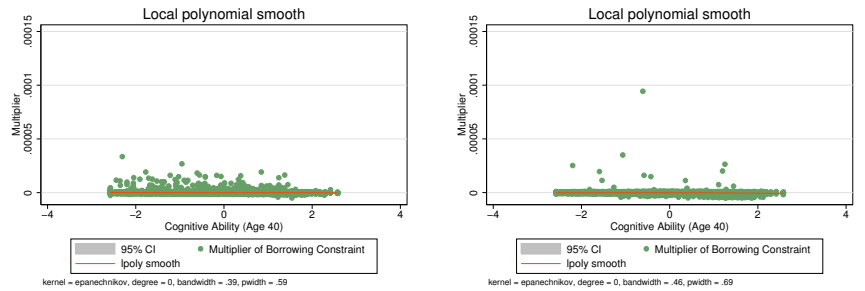 Local polynomial smooth
.00015
.0001
.00005
0
Multiplier
−4
−2
0
2
4
Cognitive Ability (Age 40)
95% CI
Multiplier of Borrowing Constraint
lpoly smooth
kernel = epanechnikov, degree = 0, bandwidth = .39, pwidth = .59
Local polynomial smooth
.00015
.0001
.00005
0
Multiplier
−4
−2
0
2
4
Cognitive Ability (Age 40)
95% CI
Multiplier of Borrowing Constraint
lpoly smooth
kernel = epanechnikov, degree = 0, bandwidth = .46, pwidth = .69